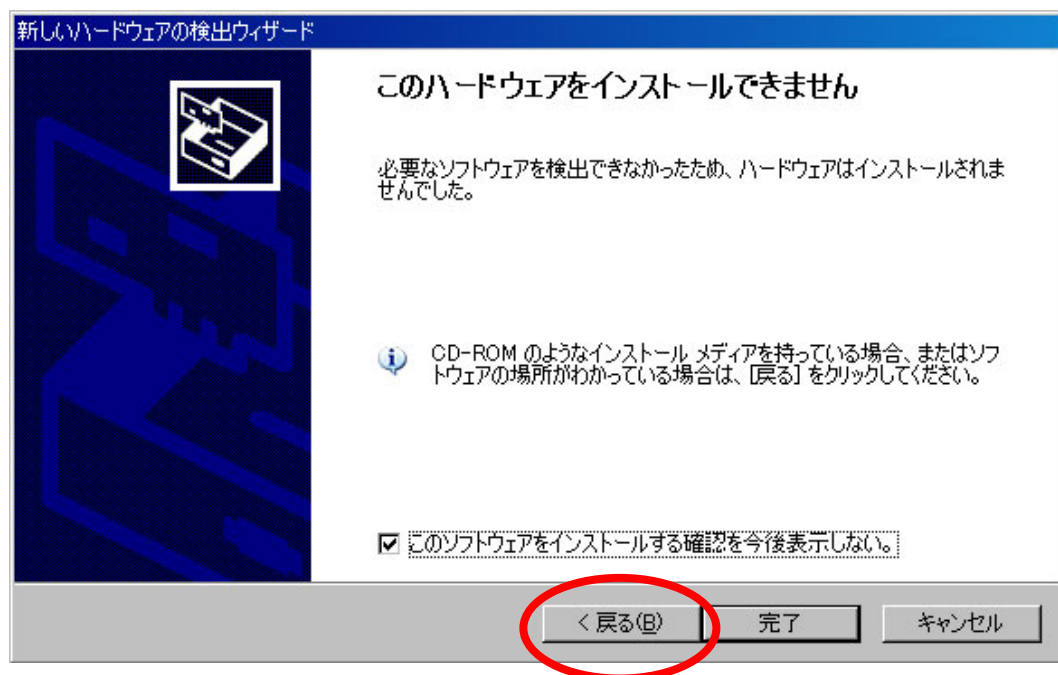 新しいハードウェアの検出ウィザード
このハードウェアをインストールできません
必要なソフトウェアを検出できなかったため、ハードウェアはインストールされま
せんでした。
CD-ROM のようなインストール メディアを持っている場合、またはソフ
トウェアの場所がわかっている場合は、[戻る] をクリックしてください。
このソフトウェアをインストールする確認を今後表示しない。
< 戻る(B) 完了 キャンセル